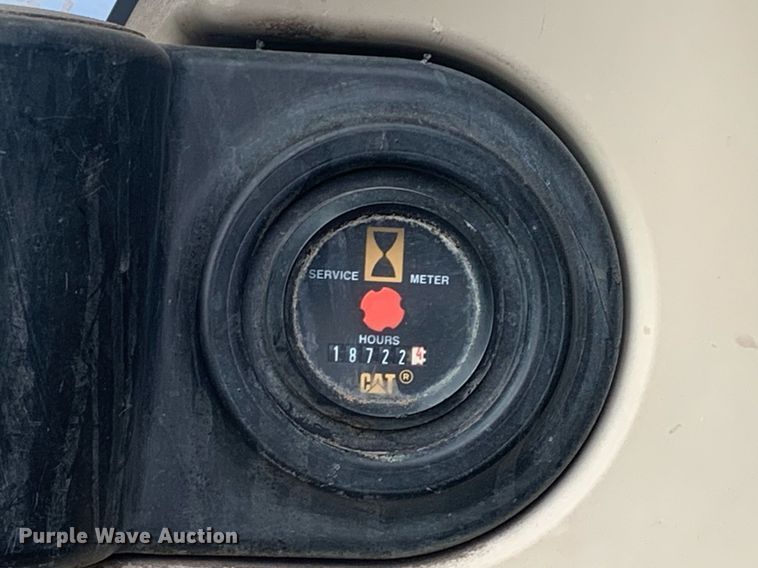 SERVICE METER
HOURS
187224
CAT®
Purple Wave Auction